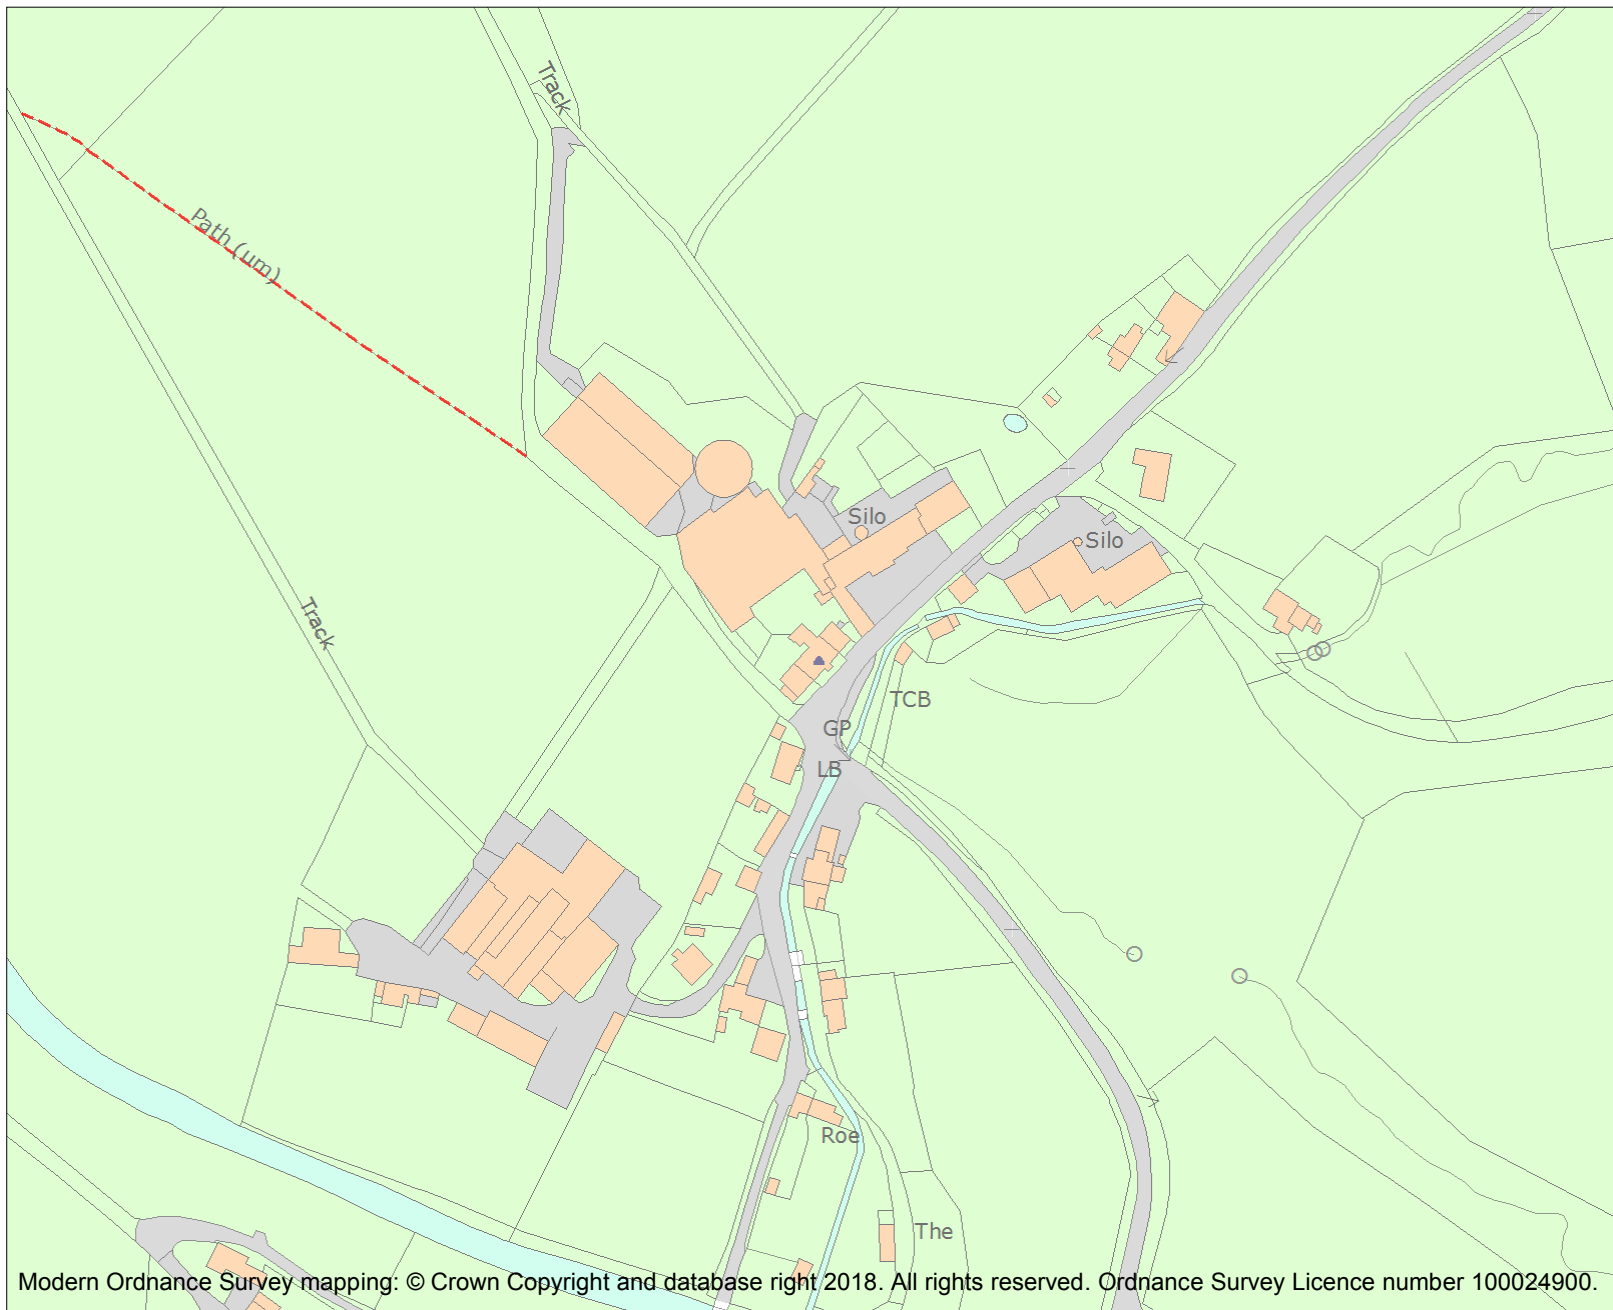 Track
Path (um)
Silo
Silo
Track
TCB
GP
LB
Roe
The
Modern Ordnance Survey mapping: © Crown Copyright and database right 2018. All rights reserved. Ordnance Survey Licence number 100024900.